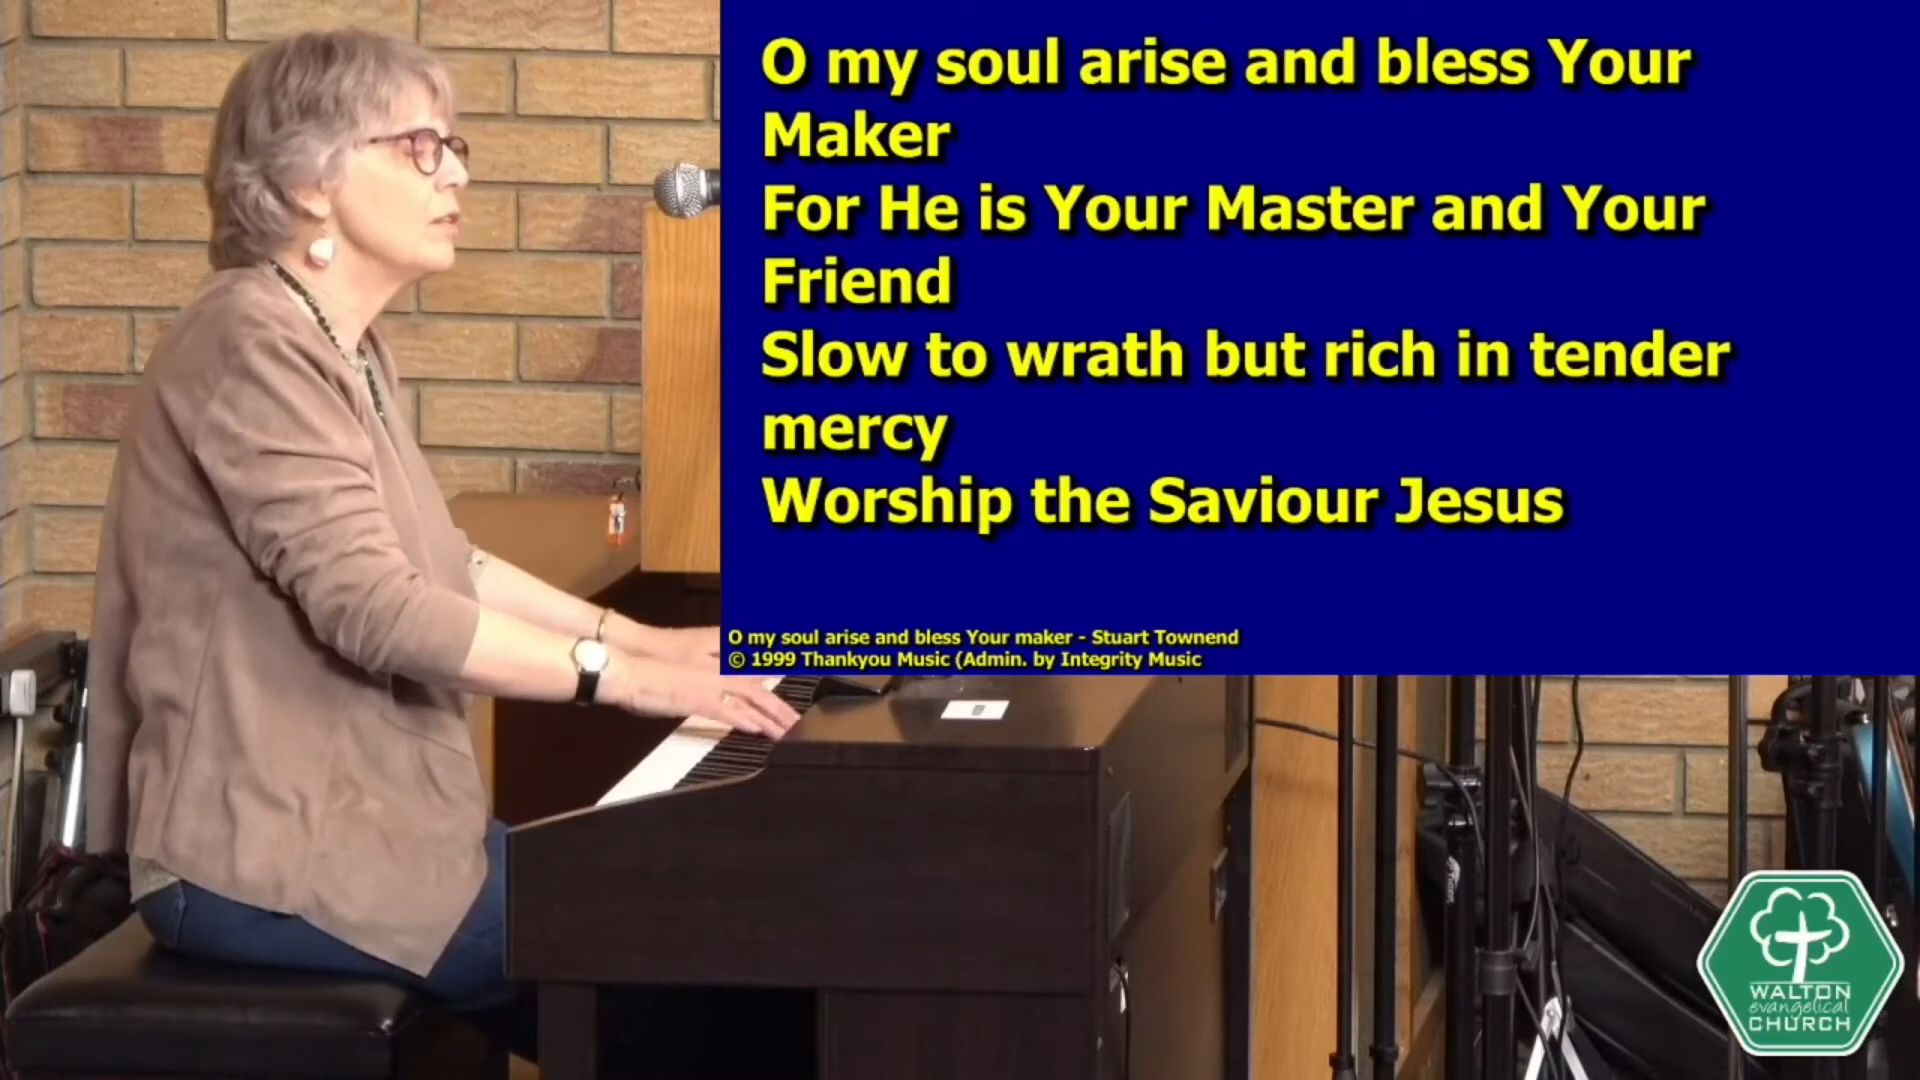 O my soul arise and bless Your
Maker
For He is Your Master and Your
Friend
Slow to wrath but rich in tender
mercy
Worship the Saviour Jesus
O my soul arise and bless Your maker - Stuart Townend
© 1999 Thankyou Music (Admin. by Integrity Music
WALTON
evangelical
CHURCH